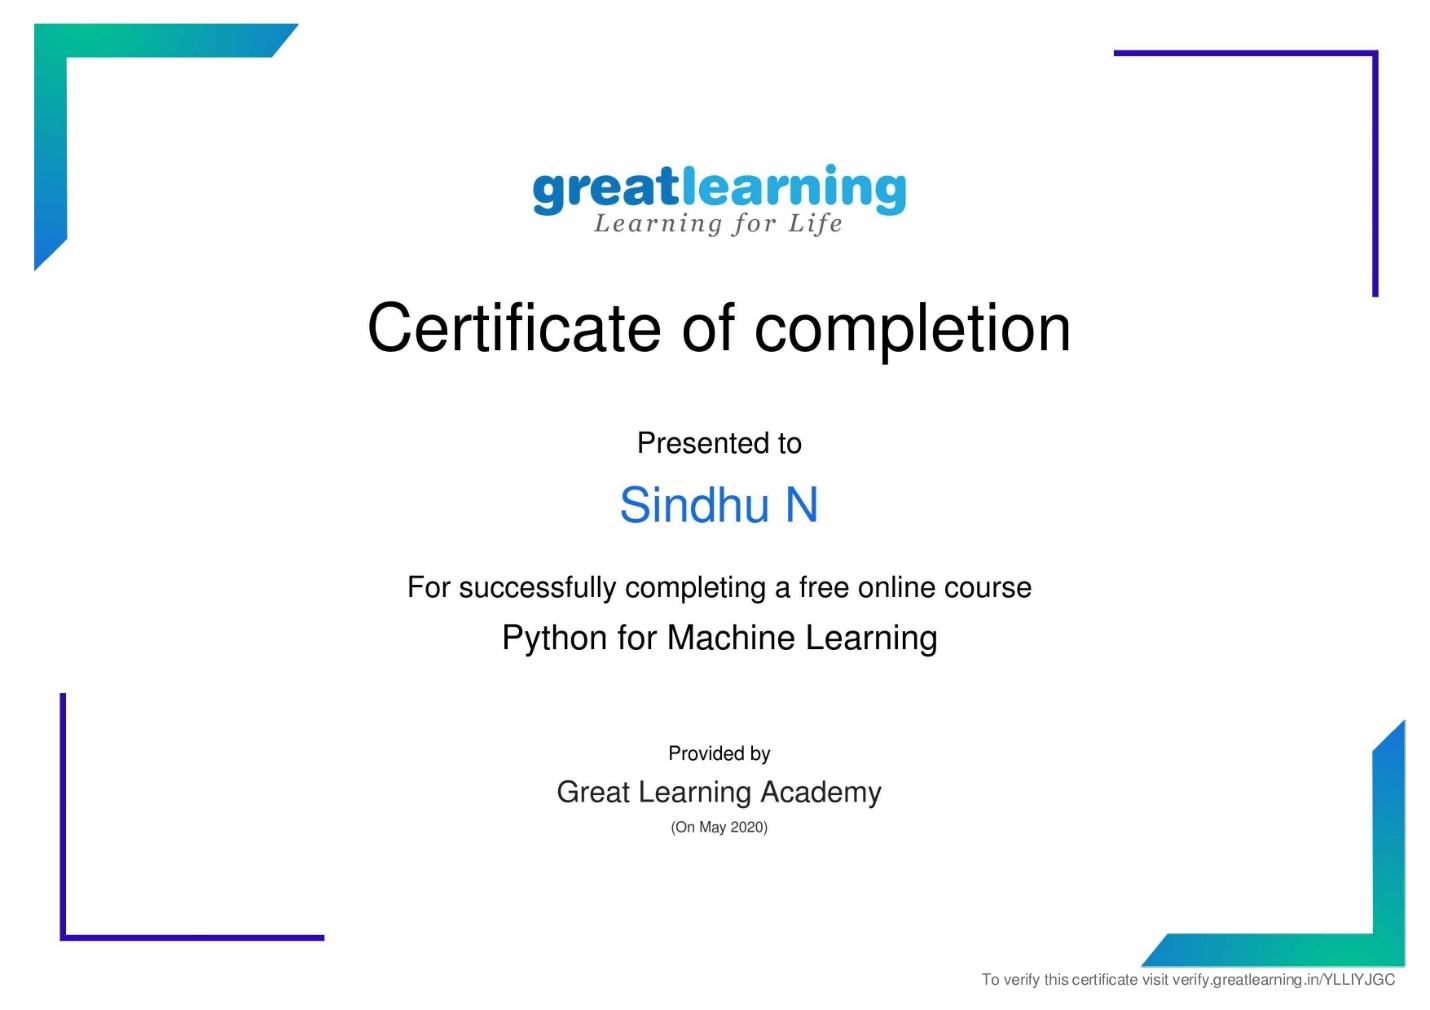 greatlearning
Learning for Life
Certificate of completion
Presented to
Sindhu N
For successfully completing a free online course
Python for Machine Learning
Provided by
Great Learning Academy
(On May 2020)
To verify this certificate visit verify.greatlearning.in/YLLIYJGC